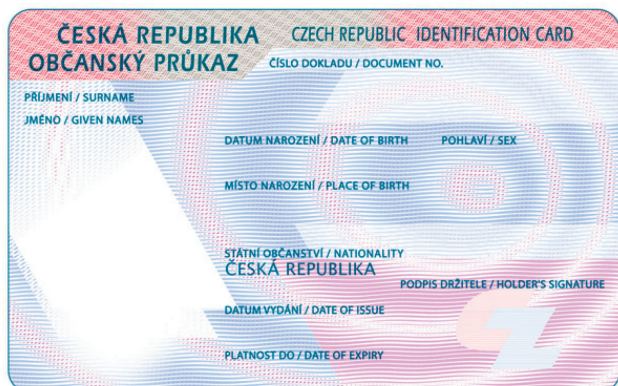 ČESKÁ REPUBLIKA CZECH REPUBLIC IDENTIFICATION CARD
OBČANSKÝ PRŮKAZ ČÍSLO DOKLADU / DOCUMENT NO.
PŘÍJMENÍ / SURNAME
JMÉNO / GIVEN NAMES
DATUM NAROZENÍ / DATE OF BIRTH POHLAVÍ / SEX
MÍSTO NAROZENÍ / PLACE OF BIRTH
STÁTNÍ OBČANSTVÍ / NATIONALITY
ČESKÁ REPUBLIKA
PODPIS DRŽITELE / HOLDER'S SIGNATURE
DATUM VYDÁNÍ / DATE OF ISSUE
PLATNOST DO / DATE OF EXPIRY
CZ